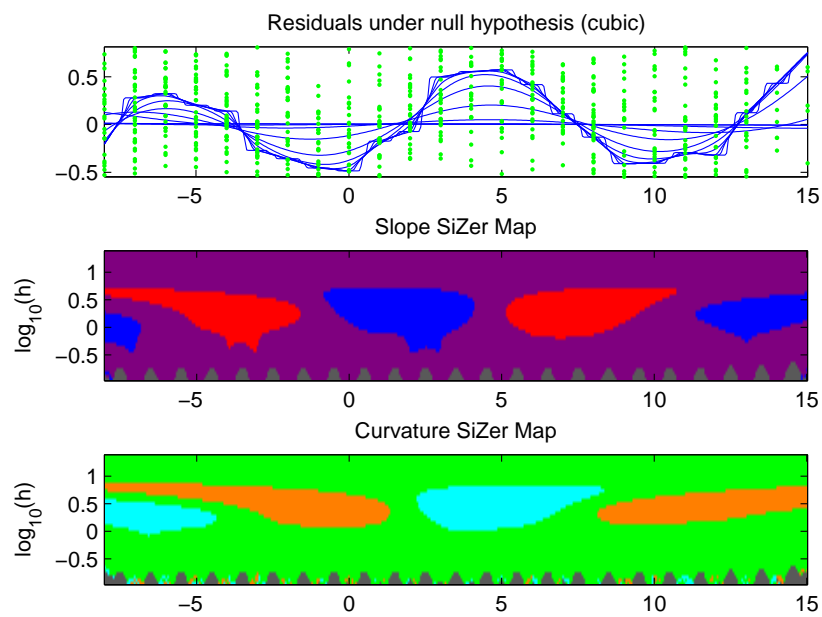 Residuals under null hypothesis (cubic)
0.5
0
−0.5
−5 0 5 10 15
Slope SiZer Map
log10(h)
1
0.5
0
−0.5
−5 0 5 10 15
Curvature SiZer Map
log10(h)
1
0.5
0
−0.5
−5 0 5 10 15